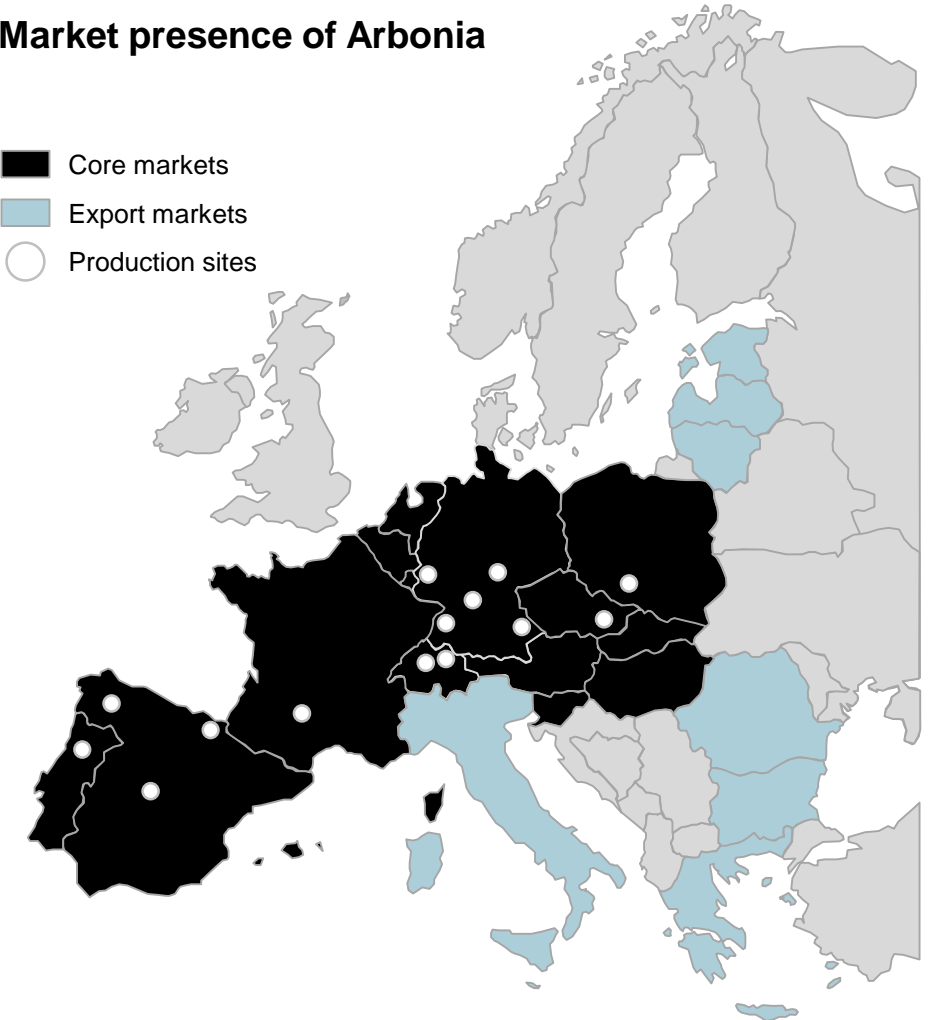 Market presence of Arbonia
Core markets
Export markets
Production sites